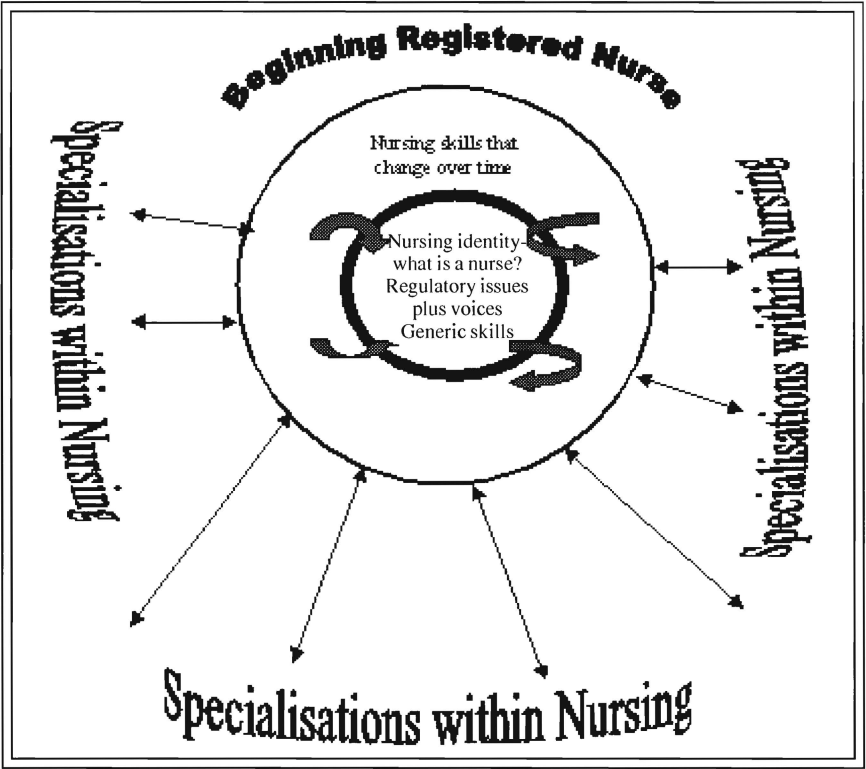 Beginning Registered Nurse
Specialisations within Nursing
Nursing skills that
change over time
Nursing identity-
what is a nurse?
Regulatory issues
plus voices
Generic skills
Specialisations within Nursing
Specialisations within Nursing